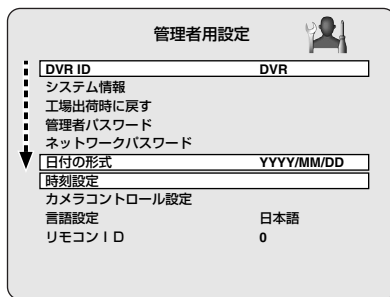 管理者用設定
DVR ID DVR
システム情報
工場出荷時に戻す
管理者パスワード
ネットワークパスワード
日付の形式 YYYY/MM/DD
時刻設定
カメラコントロール設定
言語設定 日本語
リモコンＩＤ 0